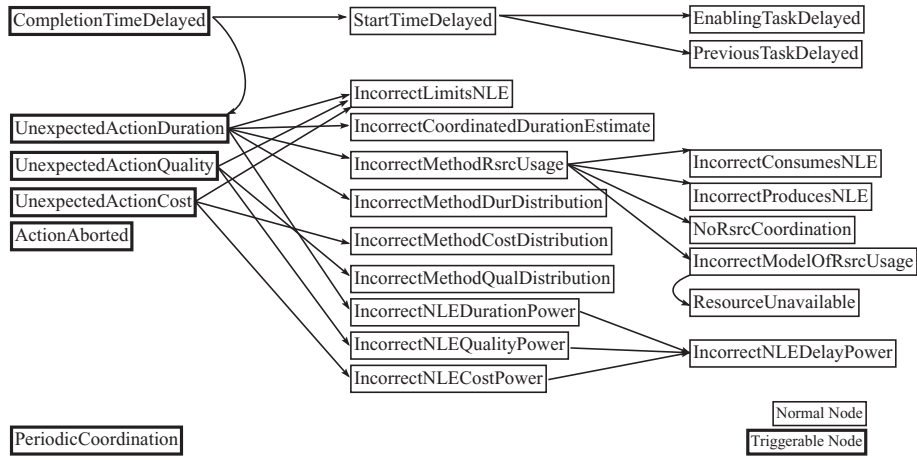 CompletionTimeDelayed
StartTimeDelayed
EnablingTaskDelayed
PreviousTaskDelayed
IncorrectLimitsNLE
UnexpectedActionDuration
IncorrectCoordinatedDurationEstimate
UnexpectedActionQuality
IncorrectMethodRsrcUsage
IncorrectConsumesNLE
UnexpectedActionCost
IncorrectMethodDurDistribution
IncorrectProducesNLE
ActionAborted
IncorrectMethodCostDistribution
NoRsrcCoordination
IncorrectModelOfRsrcUsage
IncorrectMethodQualDistribution
ResourceUnavailable
IncorrectNLEDurationPower
IncorrectNLEQualityPower
IncorrectNLEDelayPower
IncorrectNLECostPower
Normal Node
PeriodicCoordination
Triggerable Node